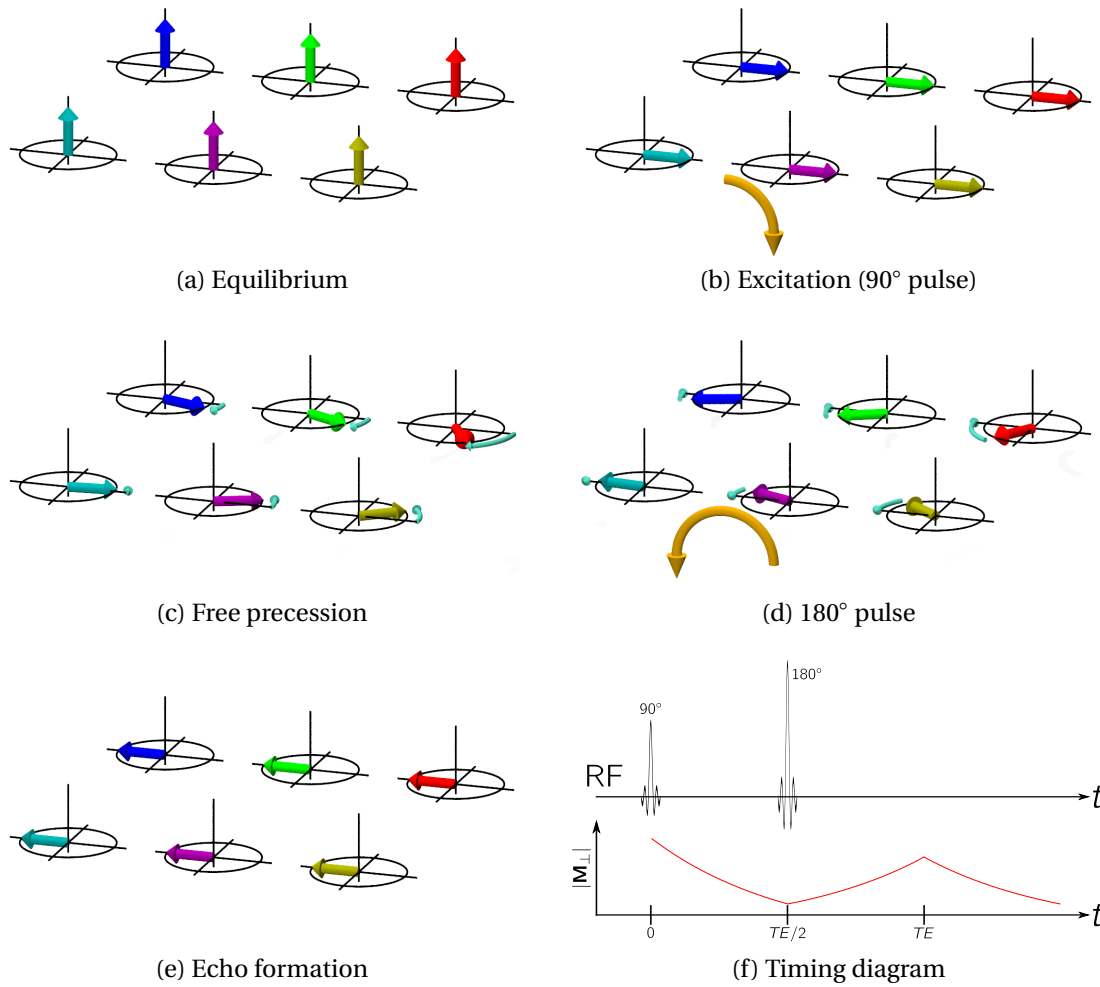 (a) Equilibrium
(b) Excitation (90° pulse)
(c) Free precession
(d) 180° pulse
180°
90°
RF
t
|M⊥|
t
0
TE/2
TE
(e) Echo formation
(f) Timing diagram